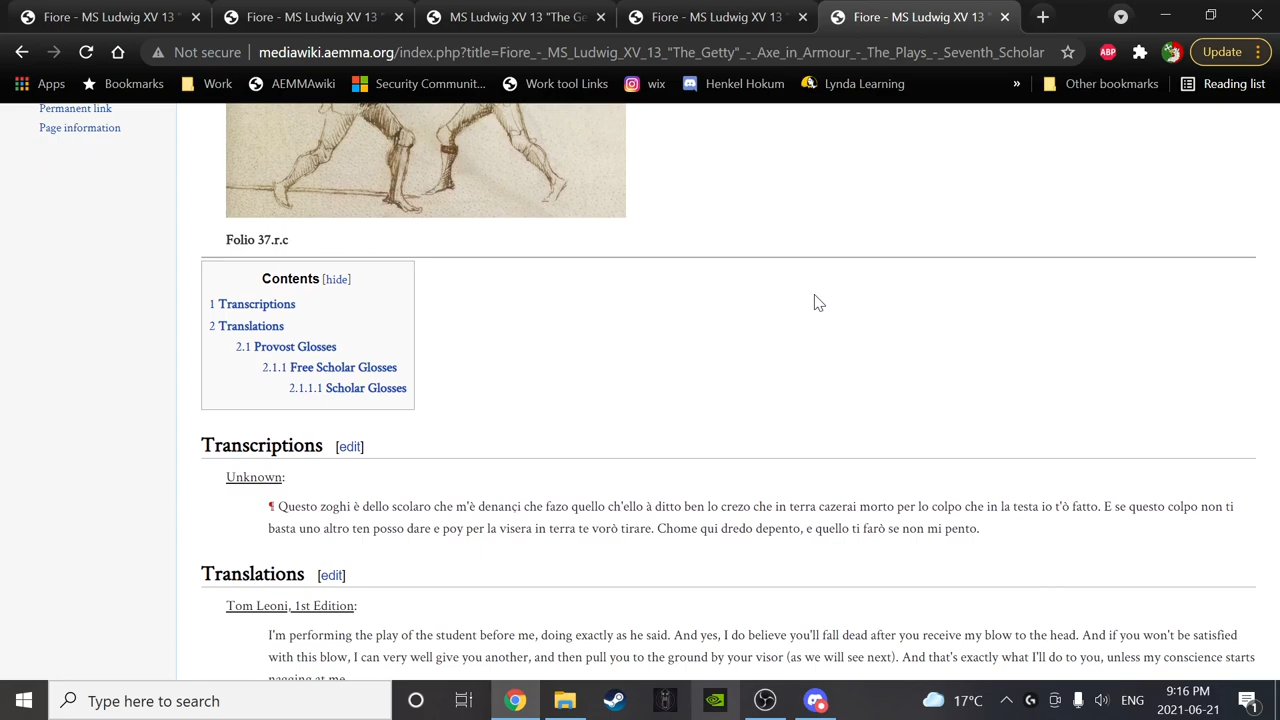 Fiore - MS Ludwig XV 13 "
Fiore - MS Ludwig XV 13 "
MS Ludwig XV 13 "The Ge
Fiore - MS Ludwig XV 13 "
Fiore - MS Ludwig XV 13 "
Not secure | mediawiki.aemma.org/index.php?title=Fiore_-_MS_Ludwig_XV_13_"The_Getty"_-_Axe_in_Armour_-_The_Plays_-_Seventh_Scholar
ABP
Update
Apps
Bookmarks
Work
AEMMAwiki
Security Communit...
Work tool Links
wix
Henkel Hokum
Lynda Learning
»
Other bookmarks
Reading list
Permanent link
Page information
Folio 37.r.c
Contents [hide]
1 Transcriptions
2 Translations
2.1 Provost Glosses
2.1.1 Free Scholar Glosses
2.1.1.1 Scholar Glosses
Transcriptions [edit]
Unknown:
¶ Questo zoghi è dello scolaro che m'è denançi che fazo quello ch'ello à ditto ben lo crezo che in terra cazerai morto per lo colpo che in la testa io t'ò fatto. E se questo colpo non ti
basta uno altro ten posso dare e poy per la visera in terra te vorò tirare. Chome qui dredo depento, e quello ti farò se non mi pento.
Translations [edit]
Tom Leoni, 1st Edition:
I'm performing the play of the student before me, doing exactly as he said. And yes, I do believe you'll fall dead after you receive my blow to the head. And if you won't be satisfied
with this blow, I can very well give you another, and then pull you to the ground by your visor (as we will see next). And that's exactly what I'll do to you, unless my conscience starts
nagging at me.
Type here to search
17°C
ENG
9:16 PM
2021-06-21
1